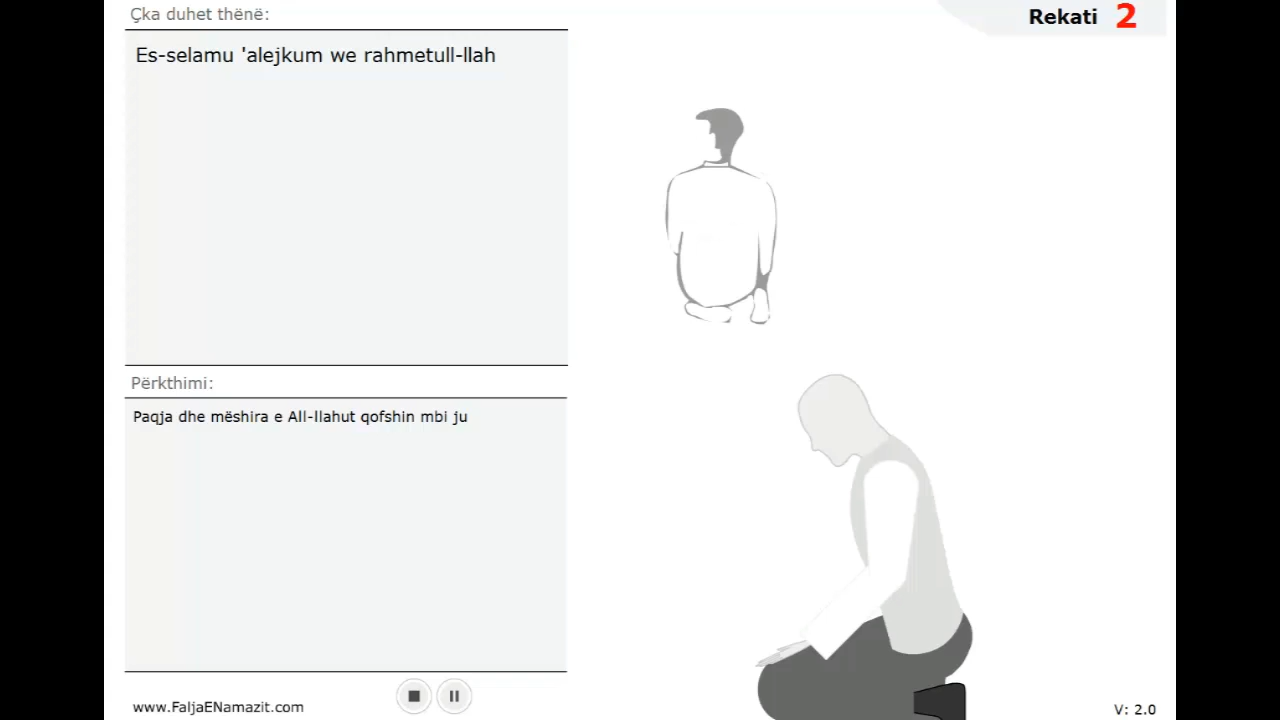 Çka duhet thënë:
Es-selamu 'alejkum we rahmetull-llah
Rekati 2
Përkthimi:
Paqja dhe mëshira e All-llahut qofshin mbi ju
www.FaljaENamazit.com
V: 2.0